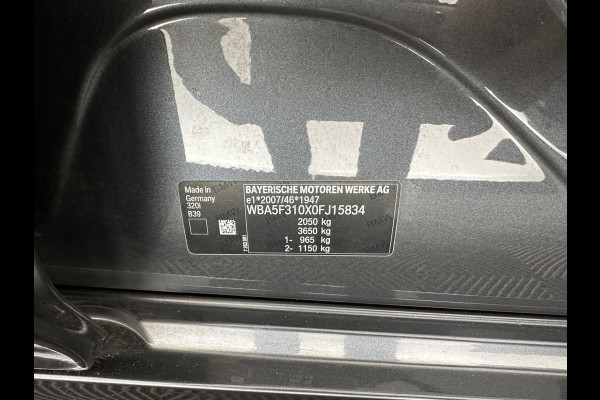 Made in
Germany
320i
B39
BAYERISCHE MOTOREN WERKE AG
e1*2007/46*1947
WBA5F310X0FJ15834
2050 kg
3650 kg
1- 965 kg
2- 1150 kg